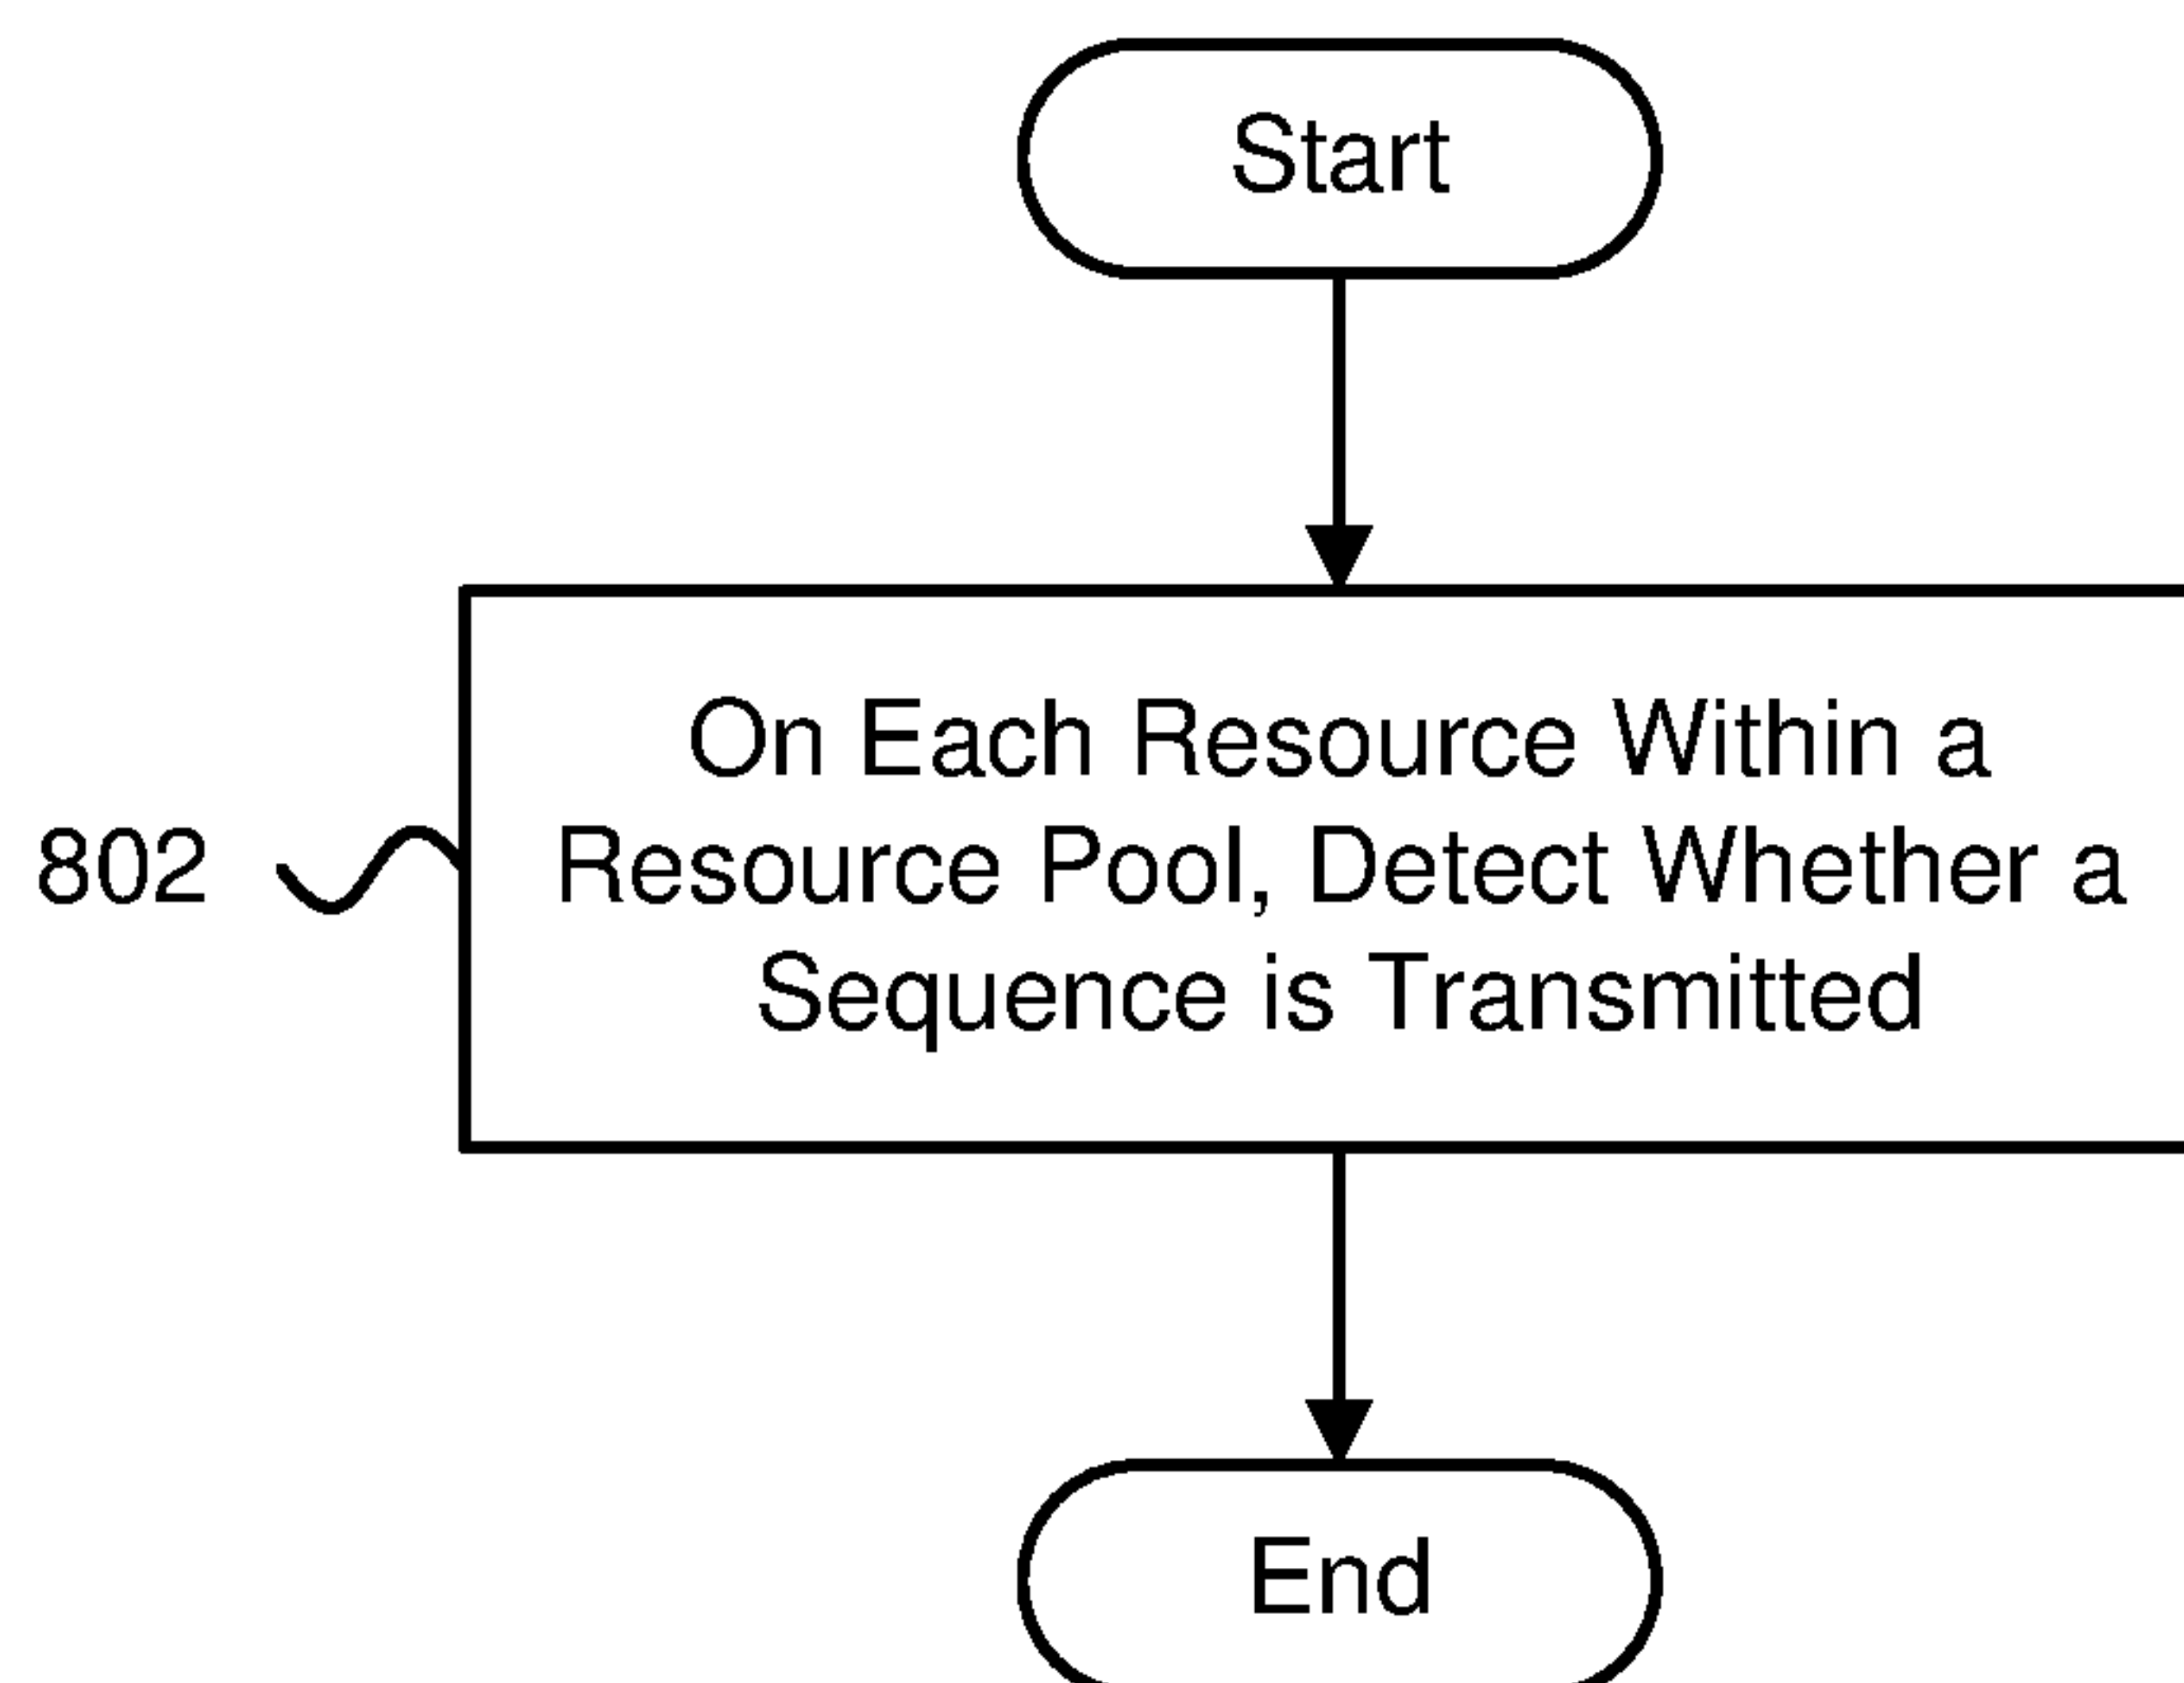 Start
On Each Resource Within a
802 Resource Pool, Detect Whether a
Sequence is Transmitted
End